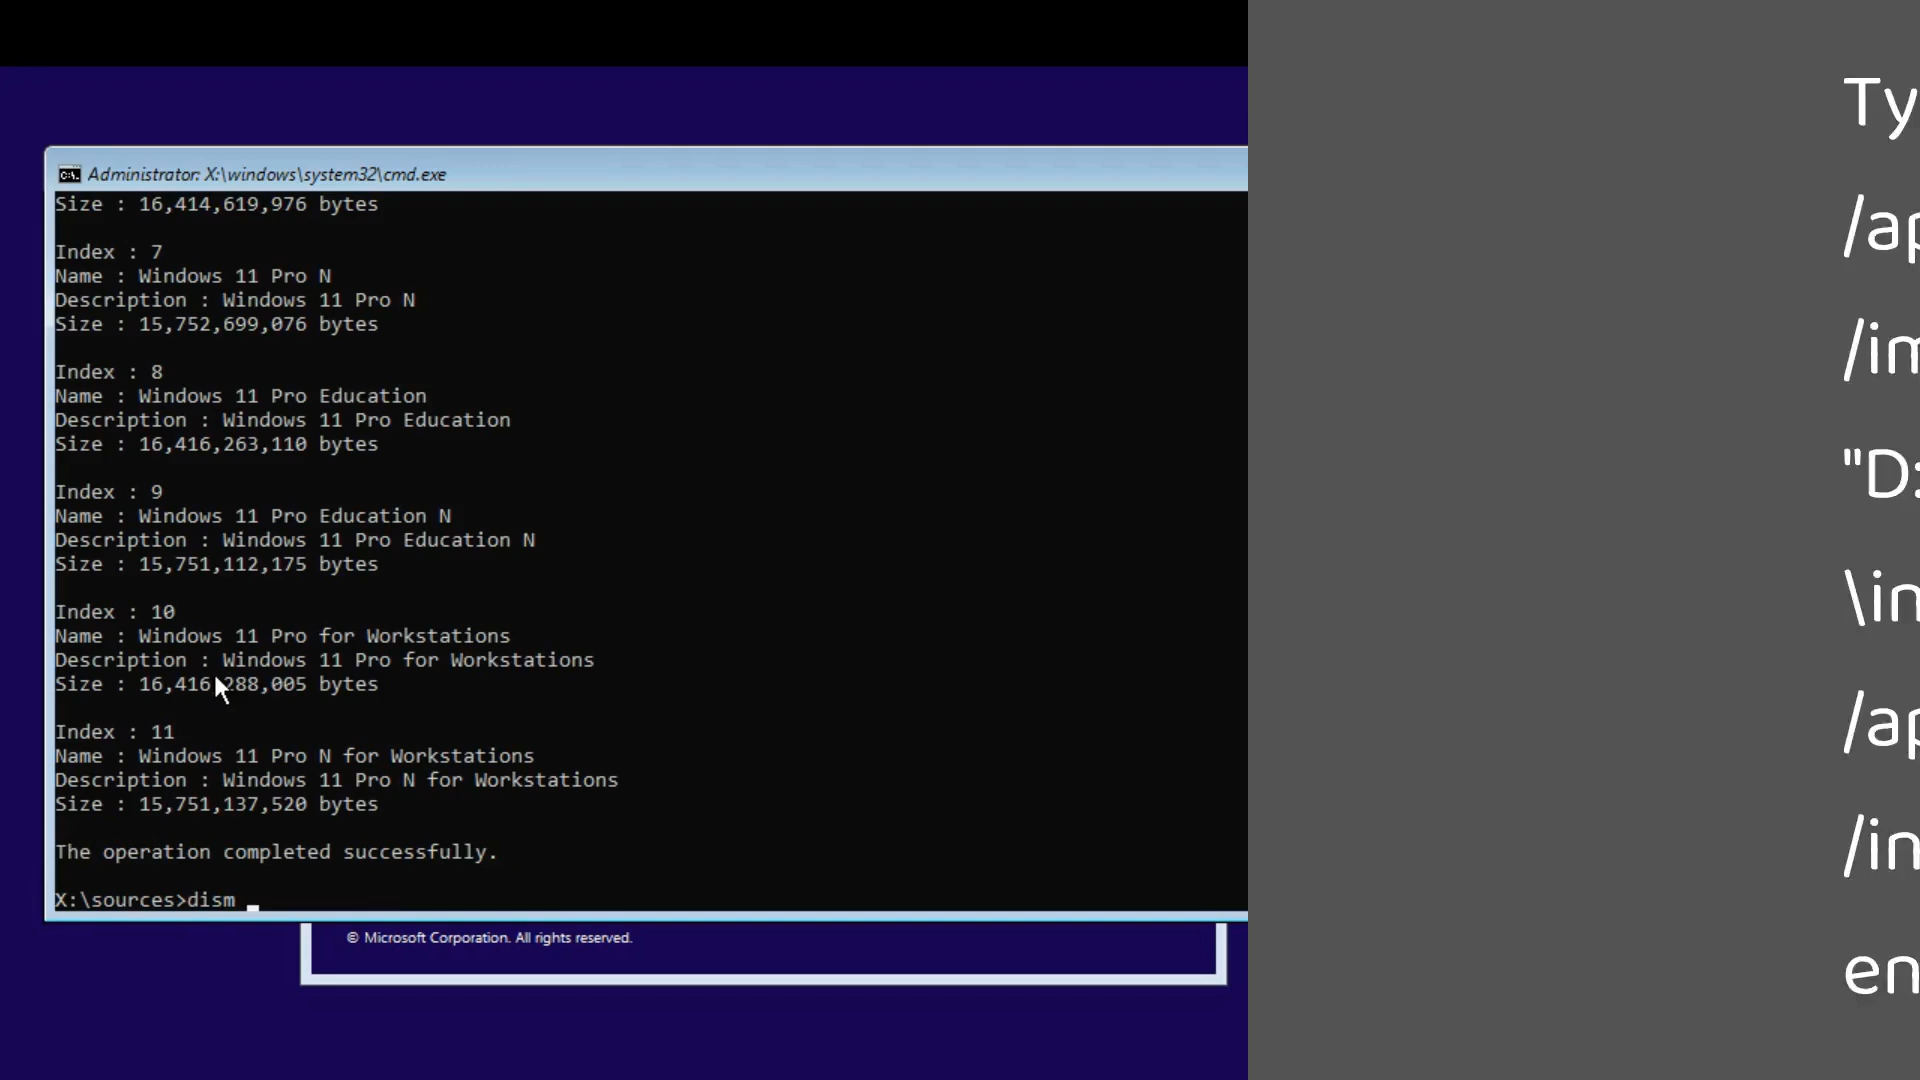 Administrator: X:\windows\system32\cmd.exe
Size : 16,414,619,976 bytes
Index : 7
Name : Windows 11 Pro N
Description : Windows 11 Pro N
Size : 15,752,699,076 bytes
Index : 8
Name : Windows 11 Pro Education
Description : Windows 11 Pro Education
Size : 16,416,263,110 bytes
Index : 9
Name : Windows 11 Pro Education N
Description : Windows 11 Pro Education N
Size : 15,751,112,175 bytes
Index : 10
Name : Windows 11 Pro for Workstations
Description : Windows 11 Pro for Workstations
Size : 16,416,288,005 bytes
Index : 11
Name : Windows 11 Pro N for Workstations
Description : Windows 11 Pro N for Workstations
Size : 15,751,137,520 bytes
The operation completed successfully.
X:\sources>dism
© Microsoft Corporation. All rights reserved.
Ty
/ap
/im
"D:
\in
/ap
/in
en